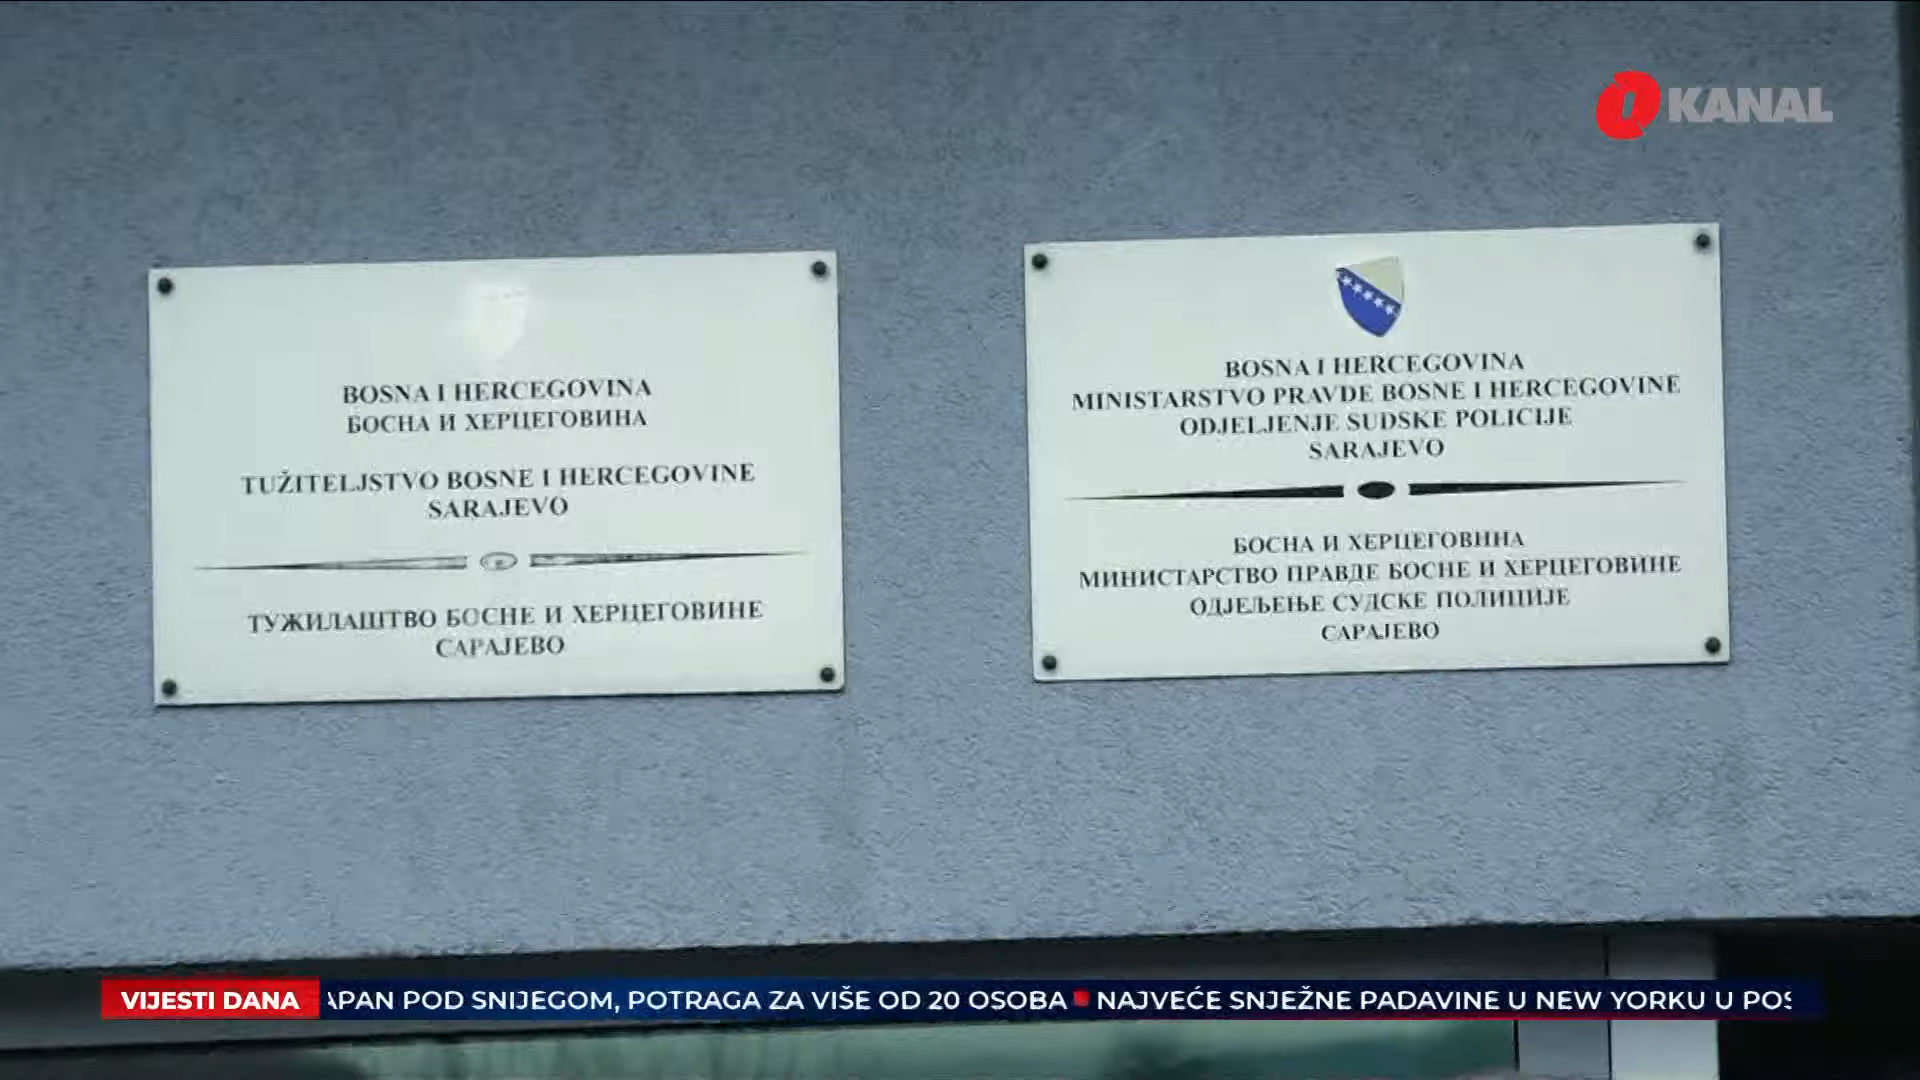 KANAL
BOSNA I HERCEGOVINA
БОСНА И ХЕРЦЕГОВИНА
TUŽITELJSTVO BOSNE I HERCEGOVINE
SARAJEVO
ТУЖИЛАШТВО БОСНЕ И ХЕРЦЕГОВИНЕ
САРАЈЕВО
BOSNA I HERCEGOVINA
MINISTARSTVO PRAVDE BOSNE I HERCEGOVINE
ODJELJENJE SUDSKE POLICIJE
SARAJEVO
БОСНА И ХЕРЦЕГОВИНА
МИНИСТАРСТВО ПРАВДЕ БОСНЕ И ХЕРЦЕГОВИНЕ
ОДЈЕЉЕЊЕ СУДСКЕ ПОЛИЦИЈЕ
САРАЈЕВО
VIJESTI DANA
POD SNIJEGOM, POTRAGA ZA VIŠE OD 20 OSOBA NAJVEĆE SNJEŽNE PADAVINE U NEW YORKU U